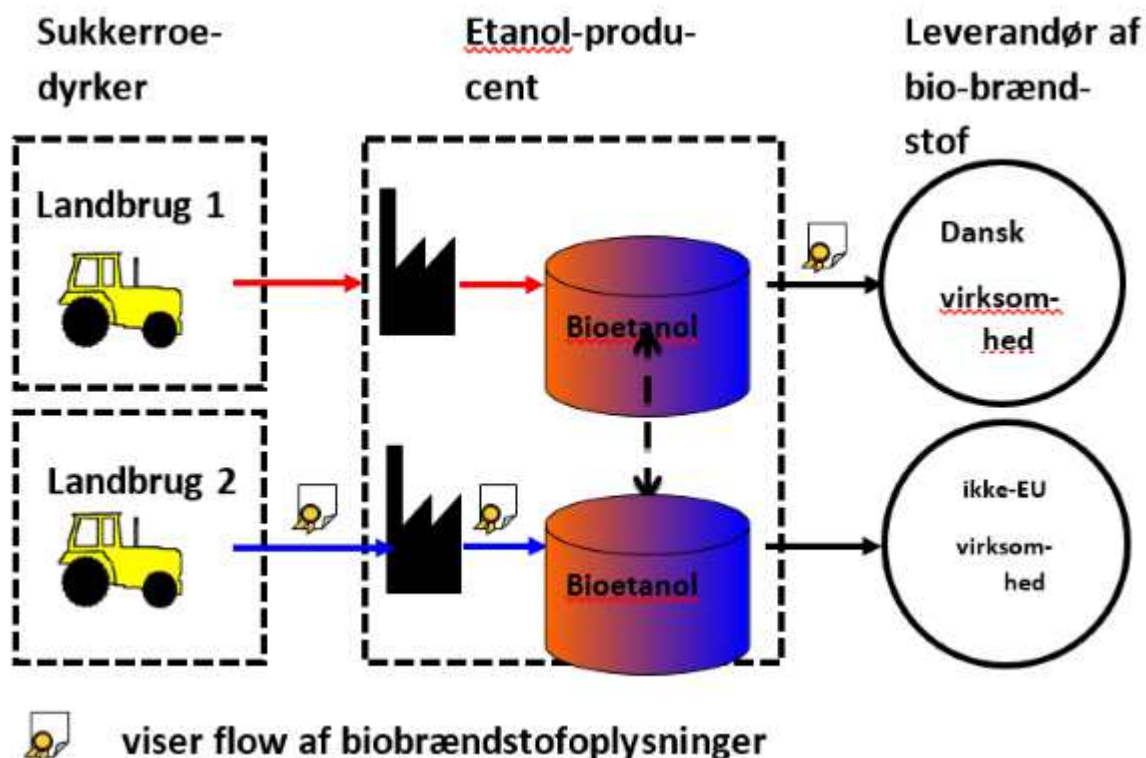 Sukkerroe-
dyrker
Etanol-produ-
cent
Leverandør af
bio-brænd-
stof
Landbrug 1
Bioetanol
Dansk
virksom-
hed
Landbrug 2
Bioetanol
ikke-EU
virksom-
hed
viser flow af biobrændstofoplysninger